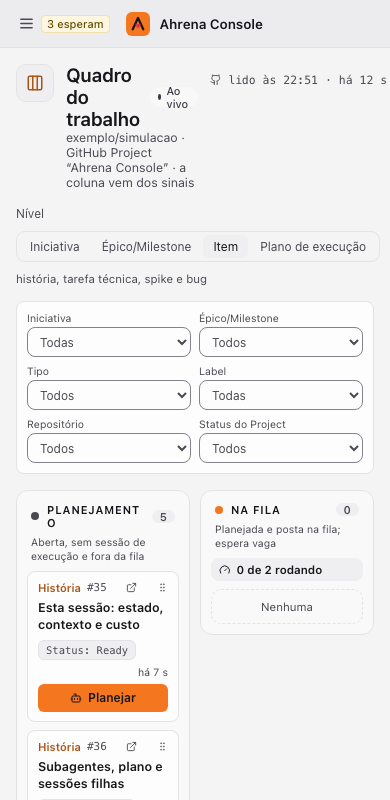 3 esperam
Ahrena Console
Quadro
do
trabalho
Ao
vivo
lido às 22:51 · há 12 s
exemplo/simulacao ·
GitHub Project
“Ahrena Console” · a
coluna vem dos sinais
Nível
Iniciativa
Épico/Milestone
Item
Plano de execução
história, tarefa técnica, spike e bug
Iniciativa
Épico/Milestone
Todas
Todos
Tipo
Label
Todos
Todas
Repositório
Status do Project
Todos
Todos
PLANEJAMENT
O
5
Aberta, sem sessão de
execução e fora da fila
História #35
Esta sessão: estado,
contexto e custo
Status: Ready
há 7 s
Planejar
História #36
Subagentes, plano e
sessões filhas
NA FILA
0
Planejada e posta na fila;
espera vaga
0 de 2 rodando
Nenhuma